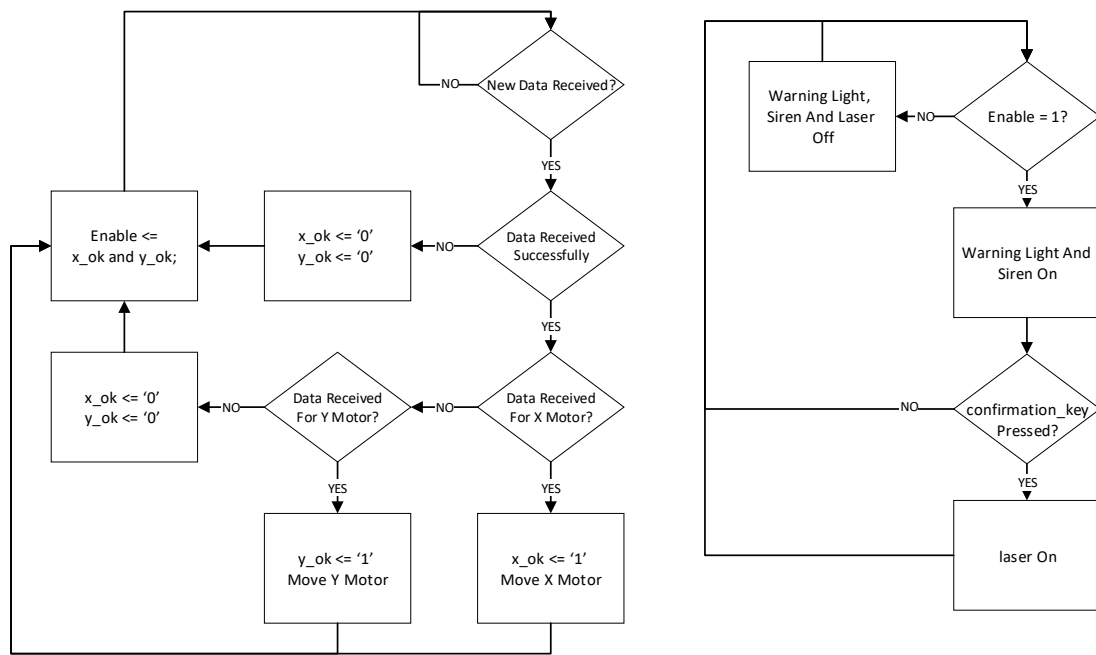 NO
New Data Received?
YES
Enable <=
x_ok and y_ok;
x_ok <= ‘0’
y_ok <= ‘0’
NO
Data Received
Successfully
YES
x_ok <= ‘0’
y_ok <= ‘0’
NO
Data Received
For Y Motor?
NO
Data Received
For X Motor?
YES
YES
y_ok <= ‘1’
Move Y Motor
x_ok <= ‘1’
Move X Motor
Warning Light,
Siren And Laser
Off
NO
Enable = 1?
YES
Warning Light And
Siren On
NO
confirmation_key
Pressed?
YES
laser On